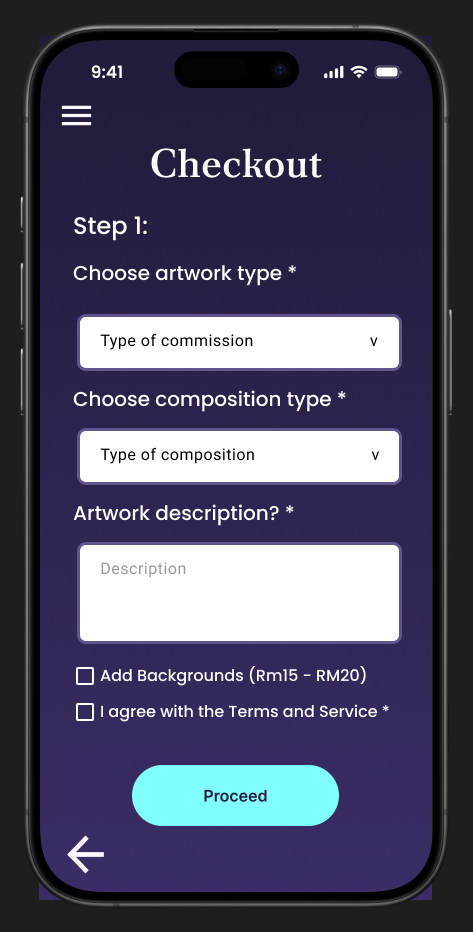 9:41
Checkout
Step 1:
Choose artwork type *
Type of commission v
Choose composition type *
Type of composition v
Artwork description? *
Description
Add Backgrounds (Rm15 - RM20)
I agree with the Terms and Service *
Proceed